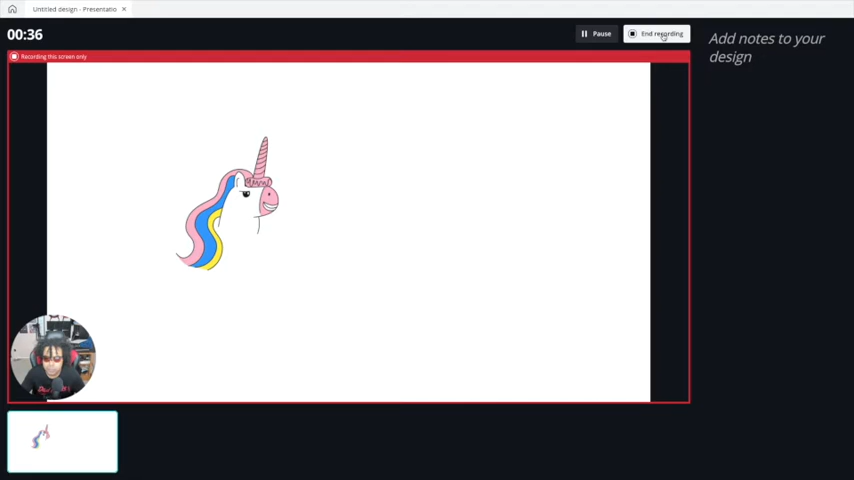 Untitled design - Presentatio
00:36
Pause
End recording
Add notes to your
design
Recording this screen only